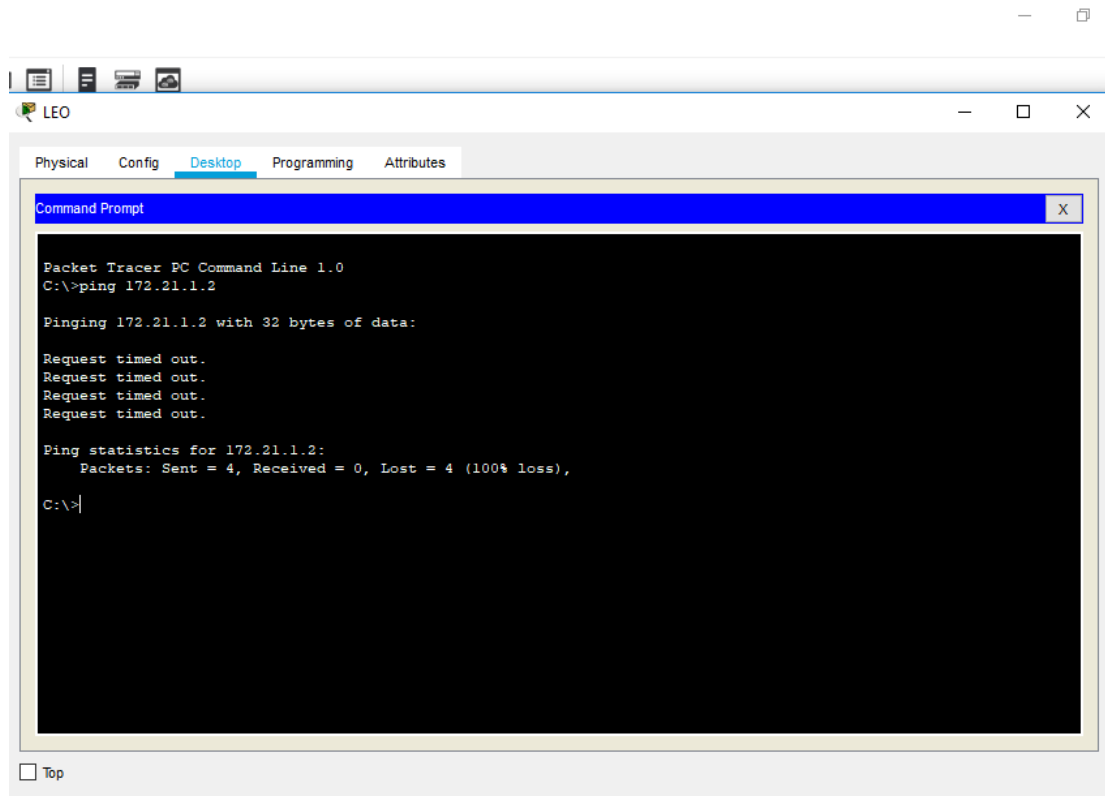 LEO
Physical Config Desktop Programming Attributes
Command Prompt
X
Packet Tracer PC Command Line 1.0
C:\>ping 172.21.1.2
Pinging 172.21.1.2 with 32 bytes of data:
Request timed out.
Request timed out.
Request timed out.
Request timed out.
Ping statistics for 172.21.1.2:
Packets: Sent = 4, Received = 0, Lost = 4 (100% loss),
C:\>
Top